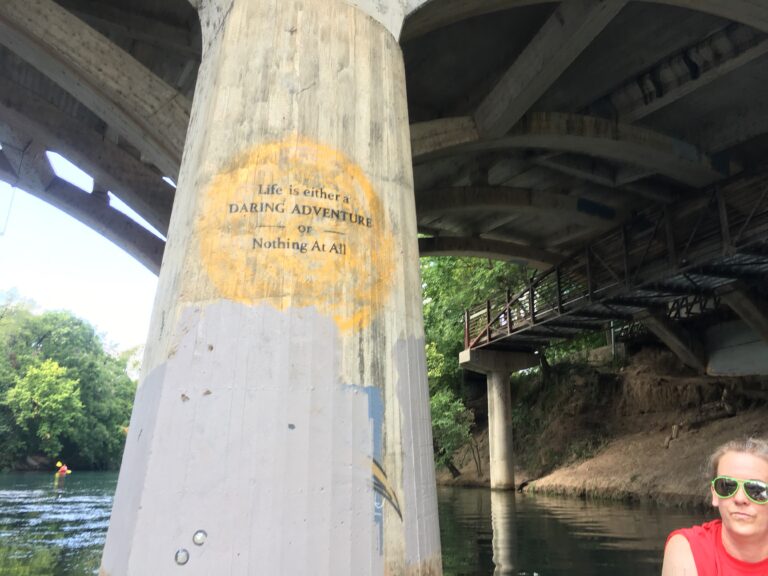 Life is either a
DARING ADVENTURE
or
Nothing At All